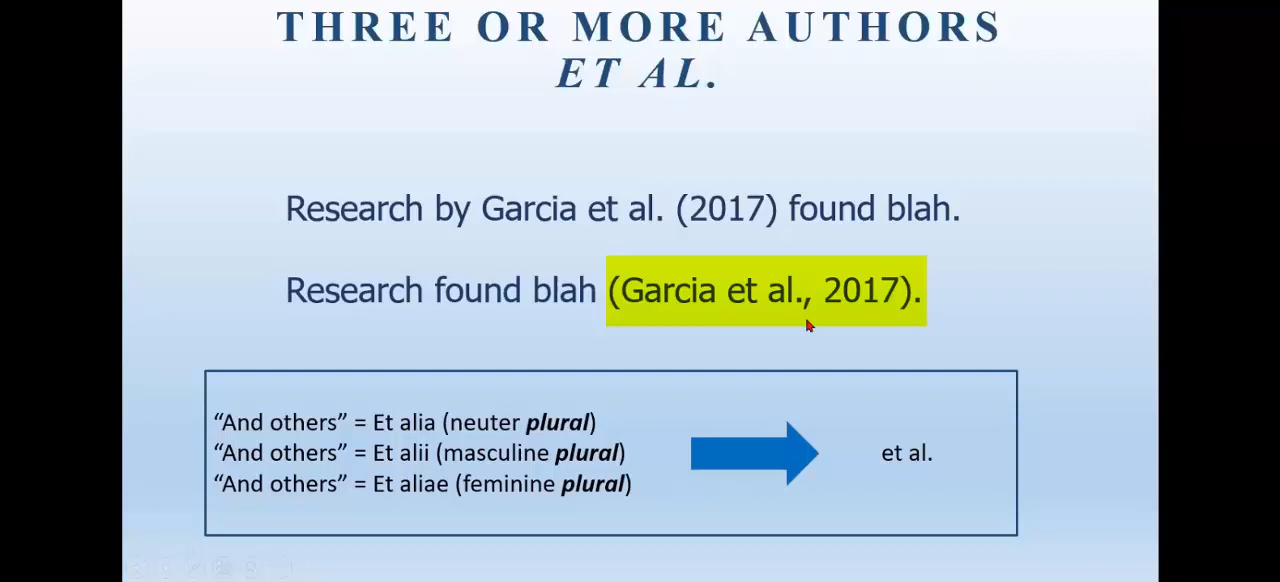 THREE OR MORE AUTHORS
ET AL.
Research by Garcia et al. (2017) found blah.
Research found blah (Garcia et al., 2017).
“And others” = Et alia (neuter plural)
“And others” = Et alii (masculine plural)
“And others” = Et aliae (feminine plural)
et al.